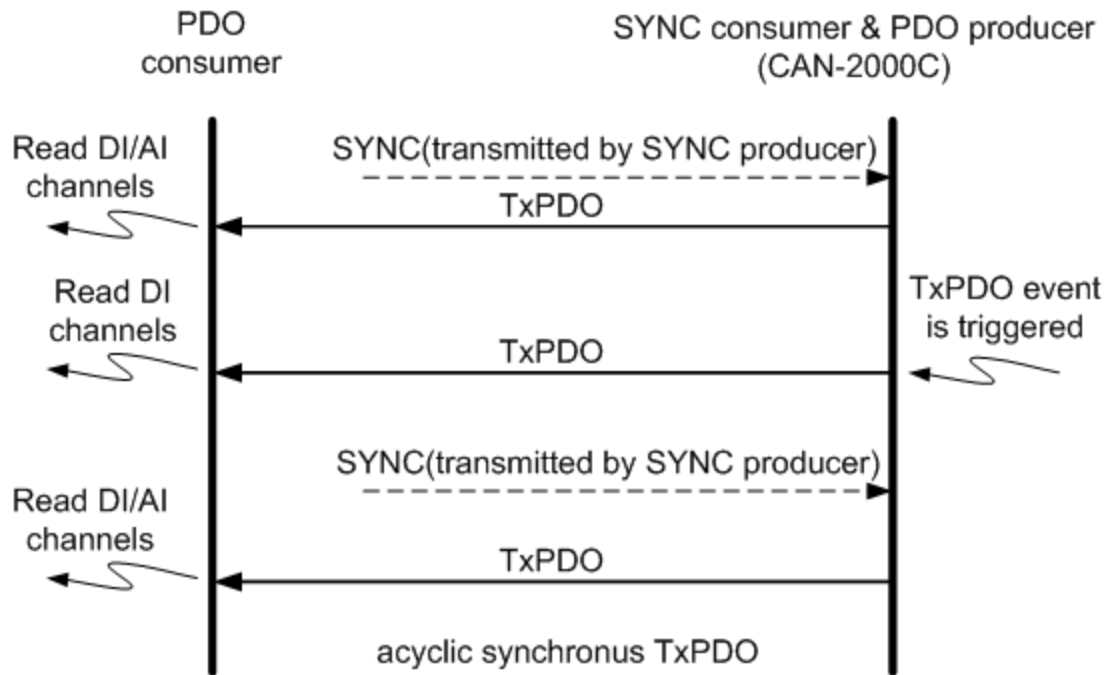 PDO
consumer
SYNC consumer & PDO producer
(CAN-2000C)
Read DI/AI
channels
SYNC(transmitted by SYNC producer)
TxPDO
Read DI
channels
TxPDO
TxPDO event
is triggered
SYNC(transmitted by SYNC producer)
Read DI/AI
channels
TxPDO
acyclic synchronus TxPDO